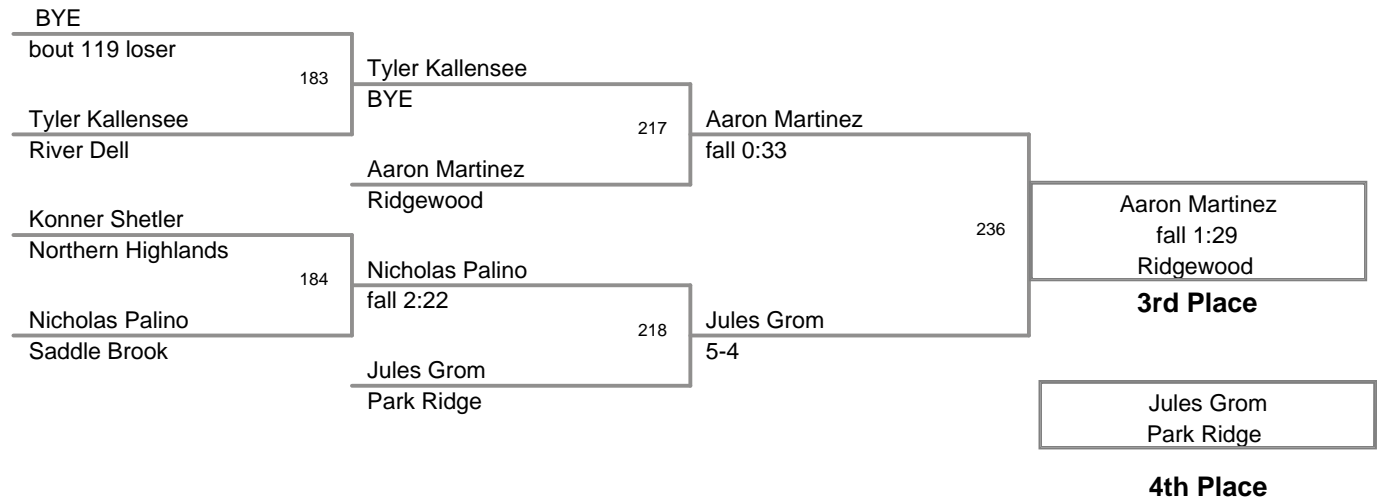 BYE
bout 119 loser
183
Tyler Kallensee
BYE
Tyler Kallensee
River Dell
217
Aaron Martinez
fall 0:33
Aaron Martinez
Ridgewood
Konner Shetler
Northern Highlands
236
Aaron Martinez
fall 1:29
Ridgewood
3rd Place
184
Nicholas Palino
fall 2:22
Nicholas Palino
Saddle Brook
218
Jules Grom
5-4
Jules Grom
Park Ridge
Jules Grom
Park Ridge
4th Place